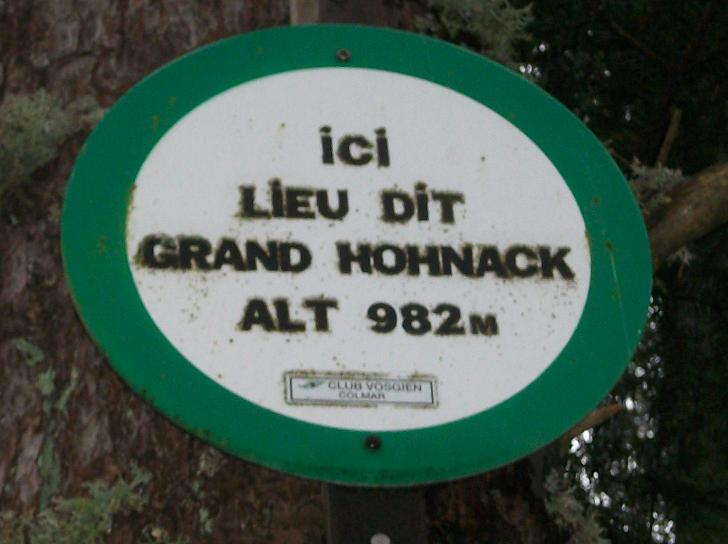 ici
LiEU DiT
GRAND HOHNACK
ALT 982M
CLUB VOSGIEN
COLMAR